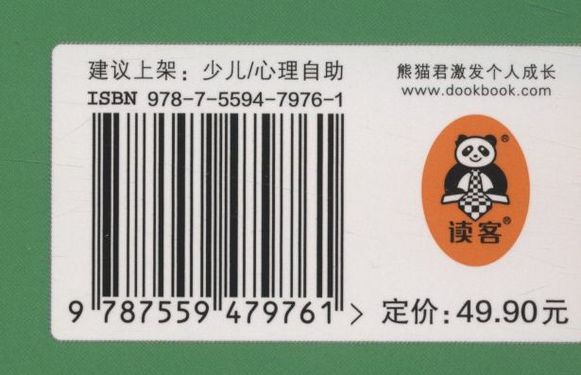 建议上架：少儿/心理自助
ISBN 978-7-5594-7976-1
熊猫君激发个人成长
www.dookbook.com
读客®
9 787559 479761 >
定价：49.90元